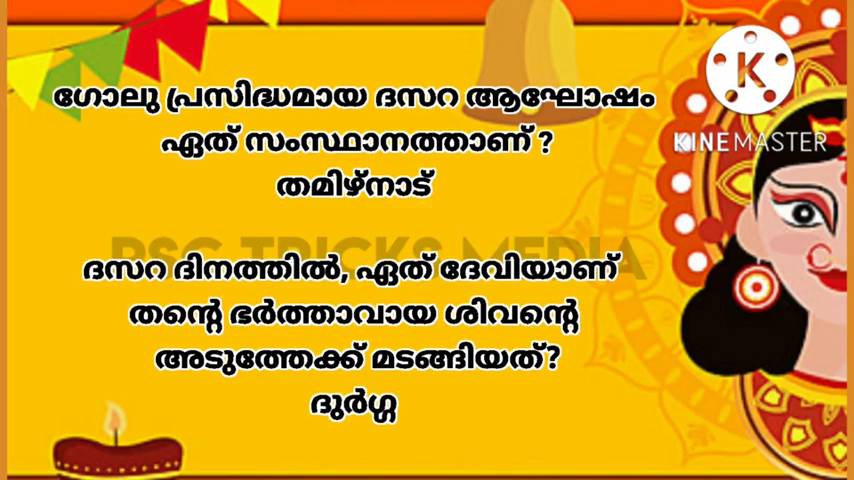 K
KINEMASTER
ഗോലു പ്രസിദ്ധമായ ദസറ ആഘോഷം
ഏത് സംസ്ഥാനത്താണ് ?
തമിഴ്നാട്
PSC TRICKS MEDIA
ദസറ ദിനത്തിൽ, ഏത് ദേവിയാണ്
തന്റെ ഭർത്താവായ ശിവന്റെ
അടുത്തേക്ക് മടങ്ങിയത്?
ദുർഗ്ഗ